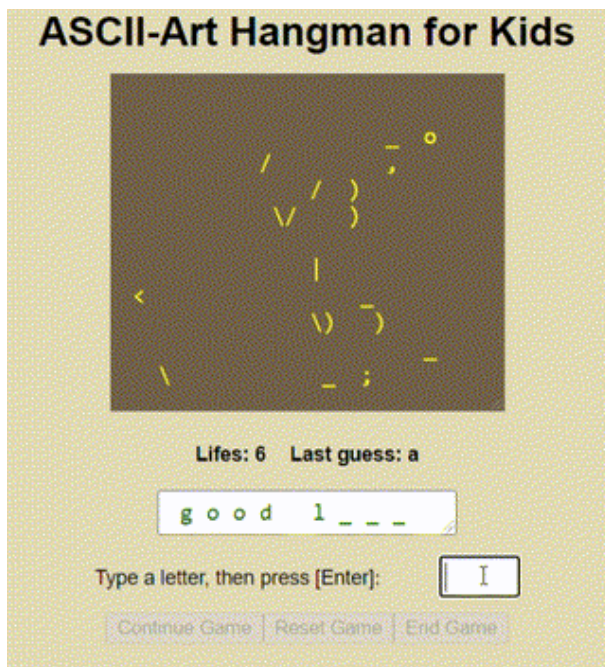 ASCII-Art Hangman for Kids
_ o
/ ,
/ )
\/ )
|
< _
\) )
_
\ _ ;
Lifes: 6 Last guess: a
g o o d l _ _ _
Type a letter, then press [Enter]:
Continue Game Reset Game End Game